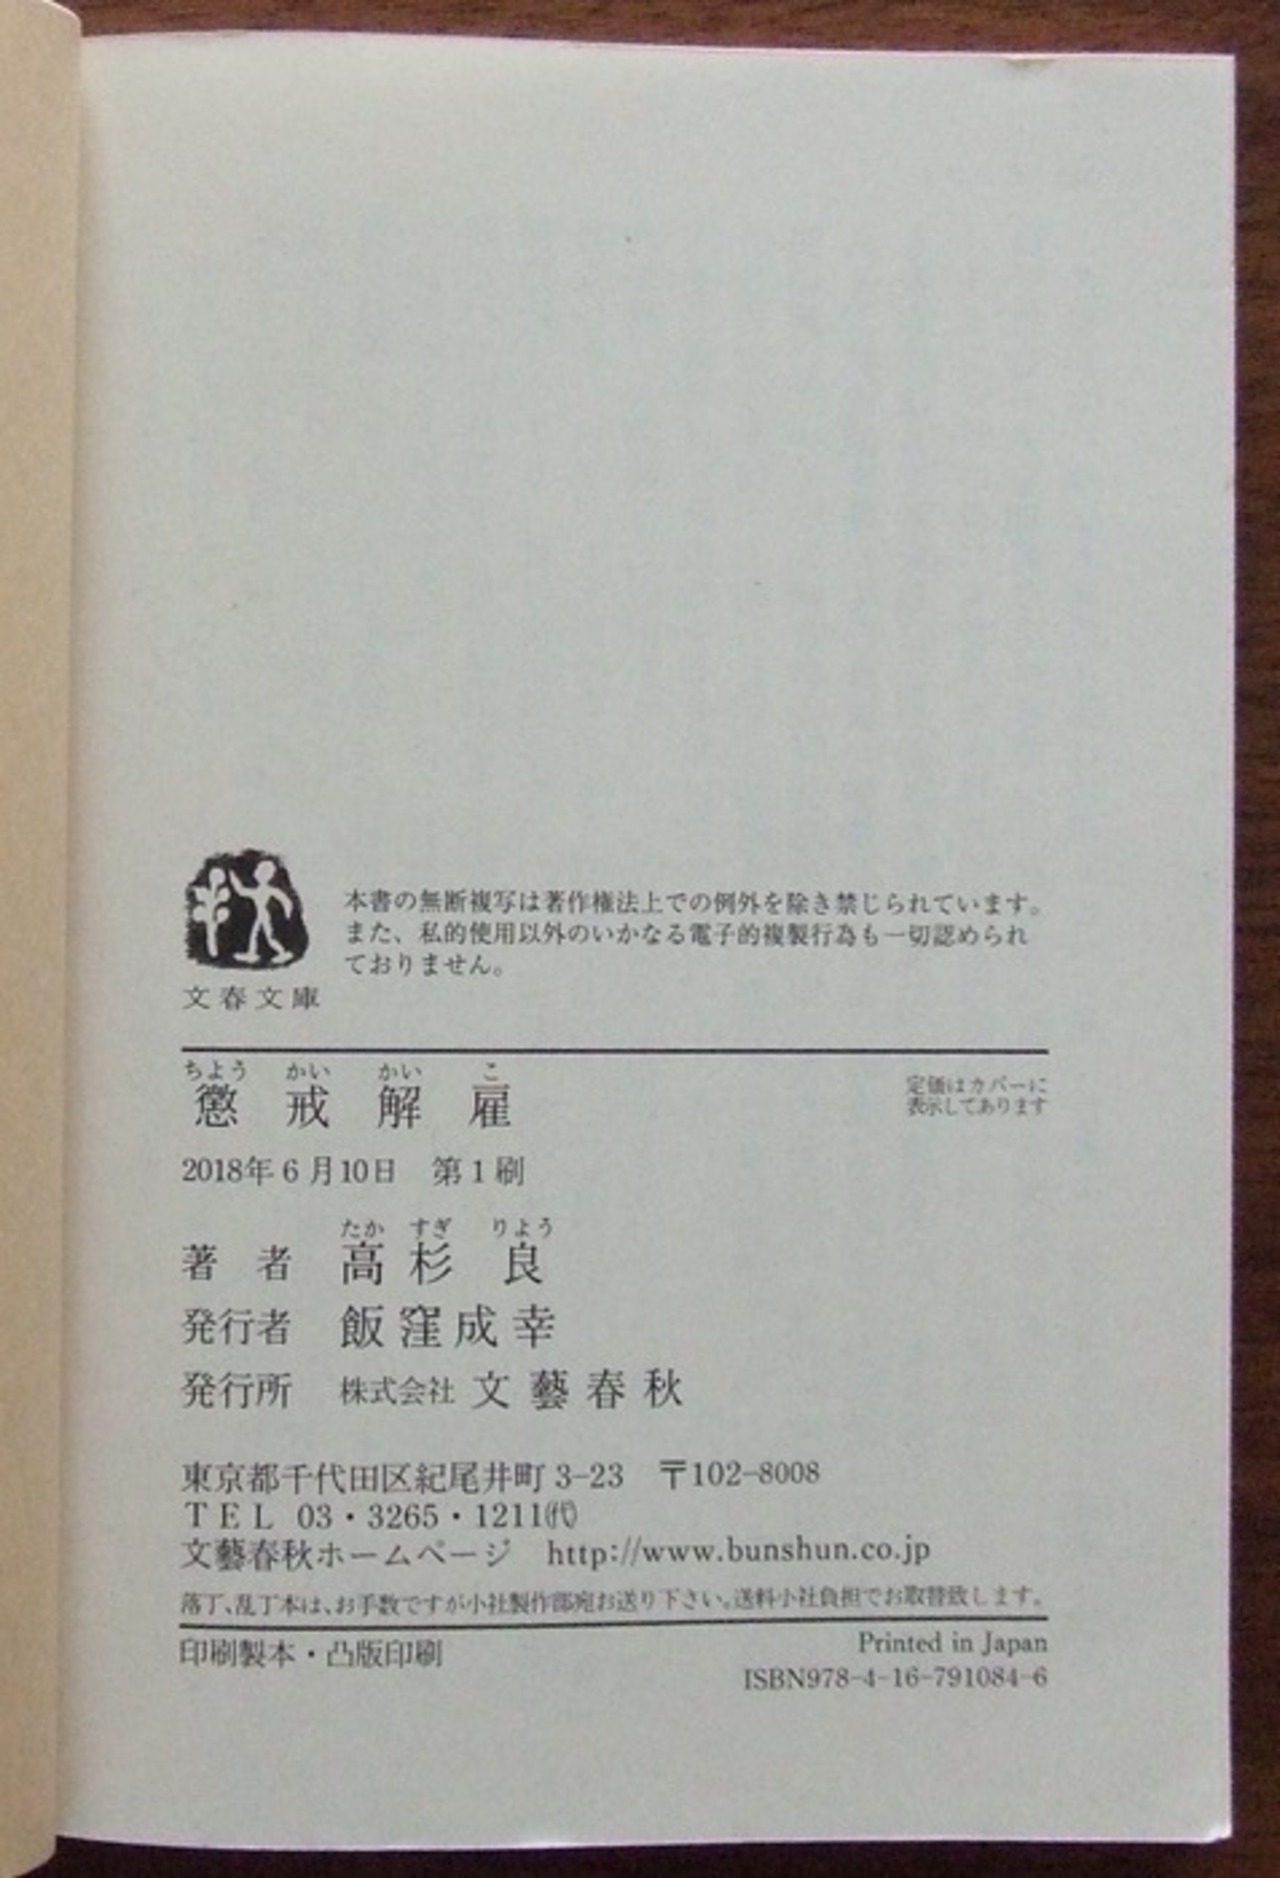 本書の無断複写は著作権法上での例外を除き禁じられています。
また、私的使用以外のいかなる電子的複製行為も一切認められ
ておりません。
文春文庫
ちよう かい かい こ
懲戒解雇
定価はカバーに
表示してあります
2018年6月10日 第1刷
たか すぎ りよう
著者 高杉 良
発行者 飯窪成幸
発行所 株式会社 文藝春秋
東京都千代田区紀尾井町 3-23 〒102-8008
TEL 03・3265・1211㈹
文藝春秋ホームページ http://www.bunshun.co.jp
落丁、乱丁本は、お手数ですが小社製作部宛お送り下さい。送料小社負担でお取替致します。
印刷製本・凸版印刷
Printed in Japan
ISBN978-4-16-791084-6